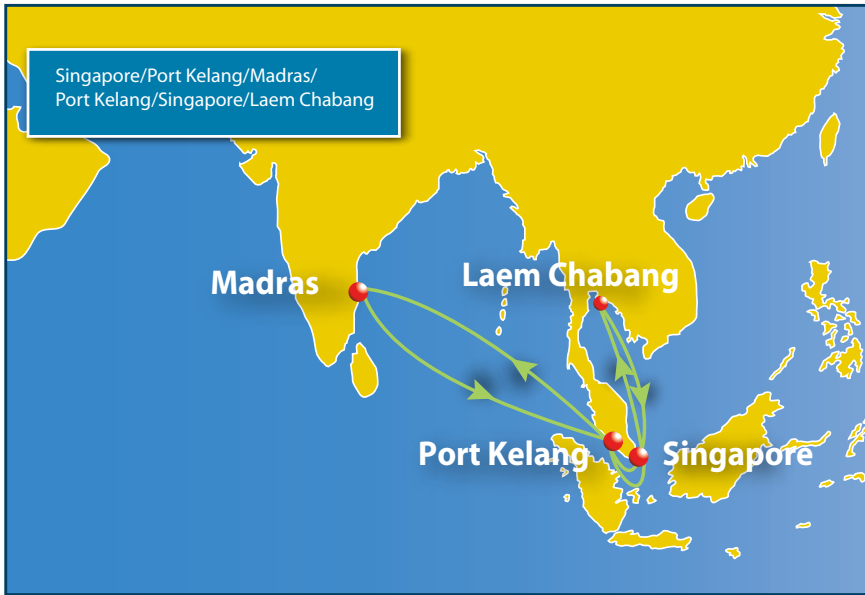 Singapore/Port Kelang/Madras/
Port Kelang/Singapore/Laem Chabang
Madras
Laem Chabang
Port Kelang
Singapore